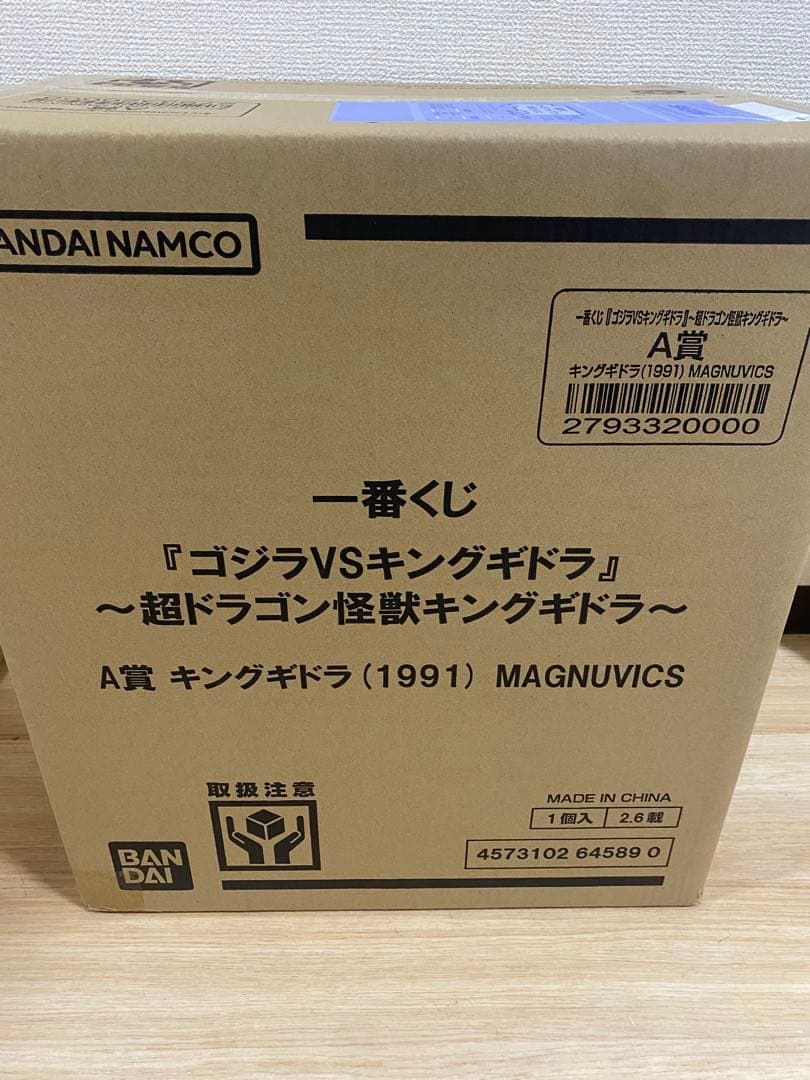 ANDAI NAMCO
一番くじ『ゴジラVSキングギドラ』~超ドラゴン怪獣キングギドラ~
A賞
キングギドラ(1991) MAGNUVICS
2793320000
一番くじ
『ゴジラVSキングギドラ』
~超ドラゴン怪獣キングギドラ~
A賞 キングギドラ(1991) MAGNUVICS
取扱注意
MADE IN CHINA
1個入 2.6載
BAN
DAI
4573102 64589 0